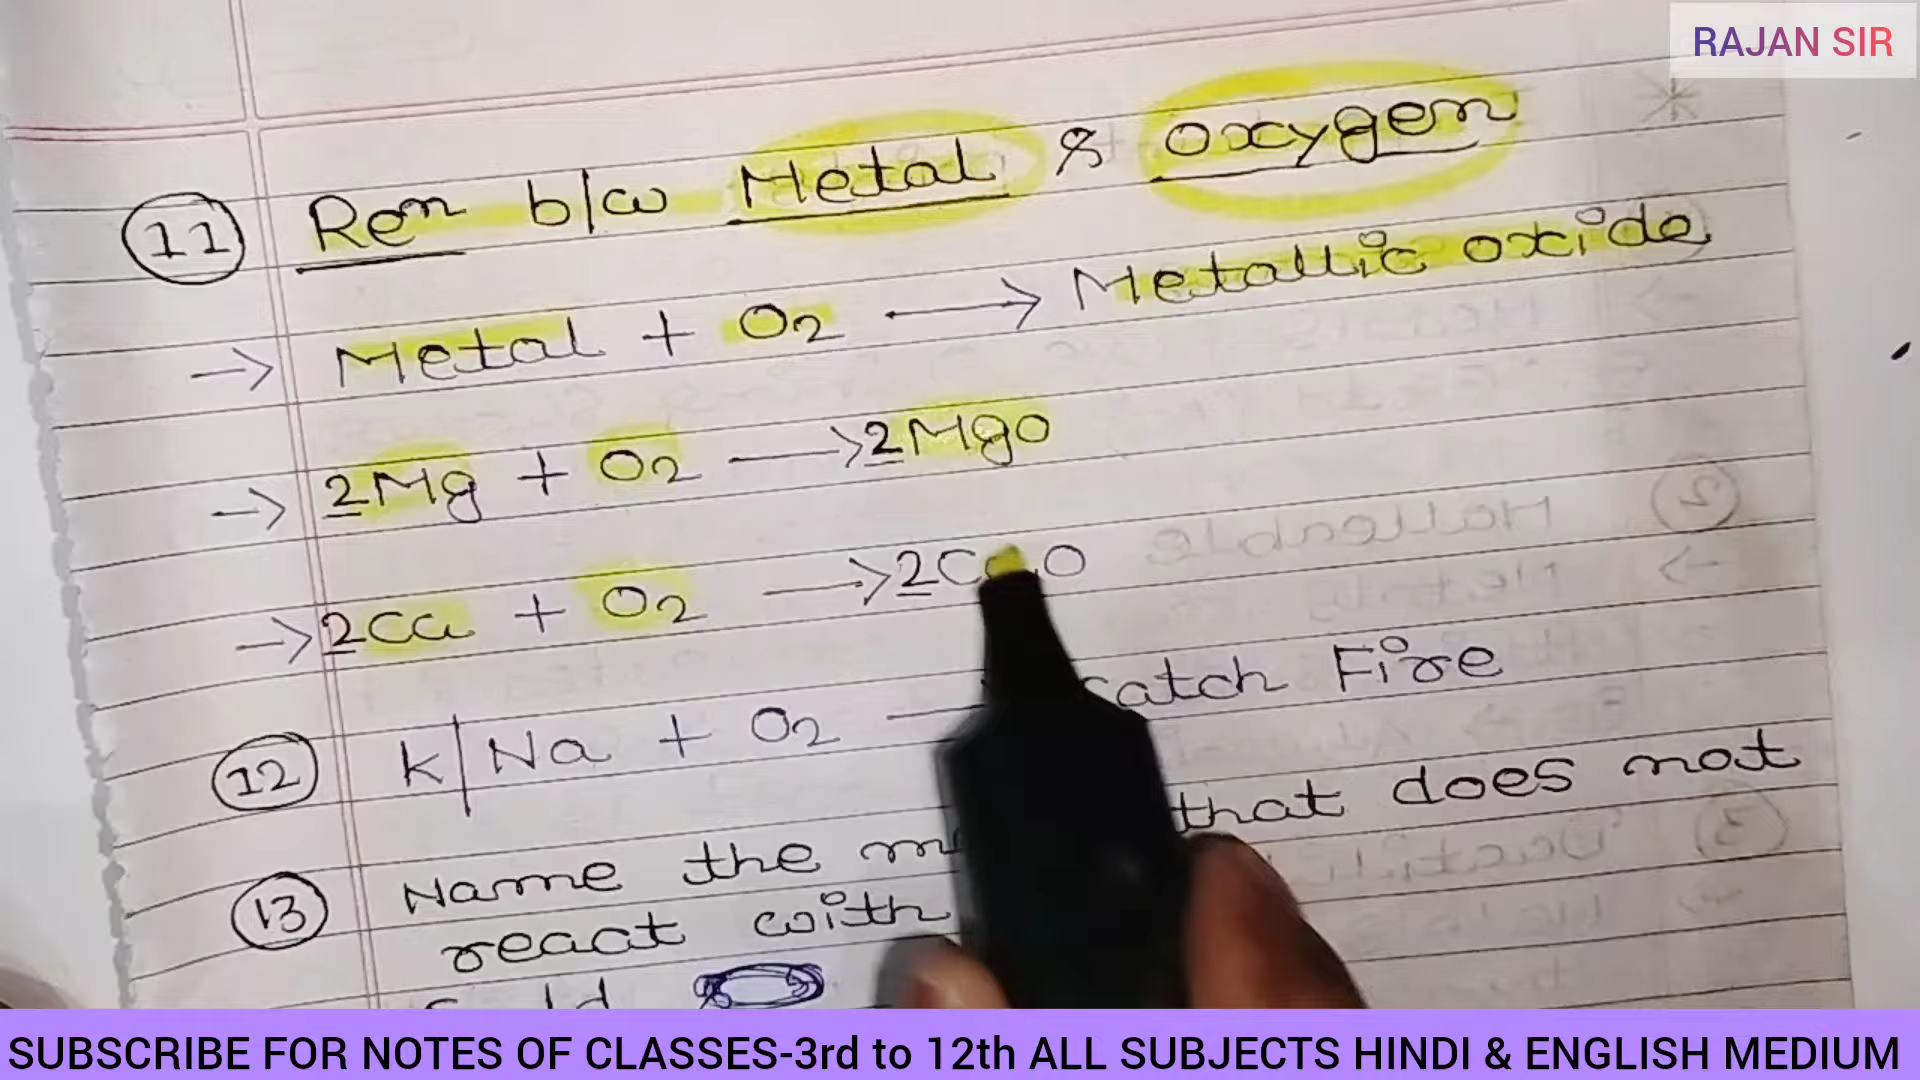 RAJAN SIR
11 Rxn b/w Metal & oxygen
→ Metal + O2 → Metallic oxide
→ 2Mg + O2 → 2MgO
→ 2Ca + O2 → 2CaO
12 K/Na + O2 catch Fire
13 Name the that does not
react with
SUBSCRIBE FOR NOTES OF CLASSES-3rd to 12th ALL SUBJECTS HINDI & ENGLISH MEDIUM